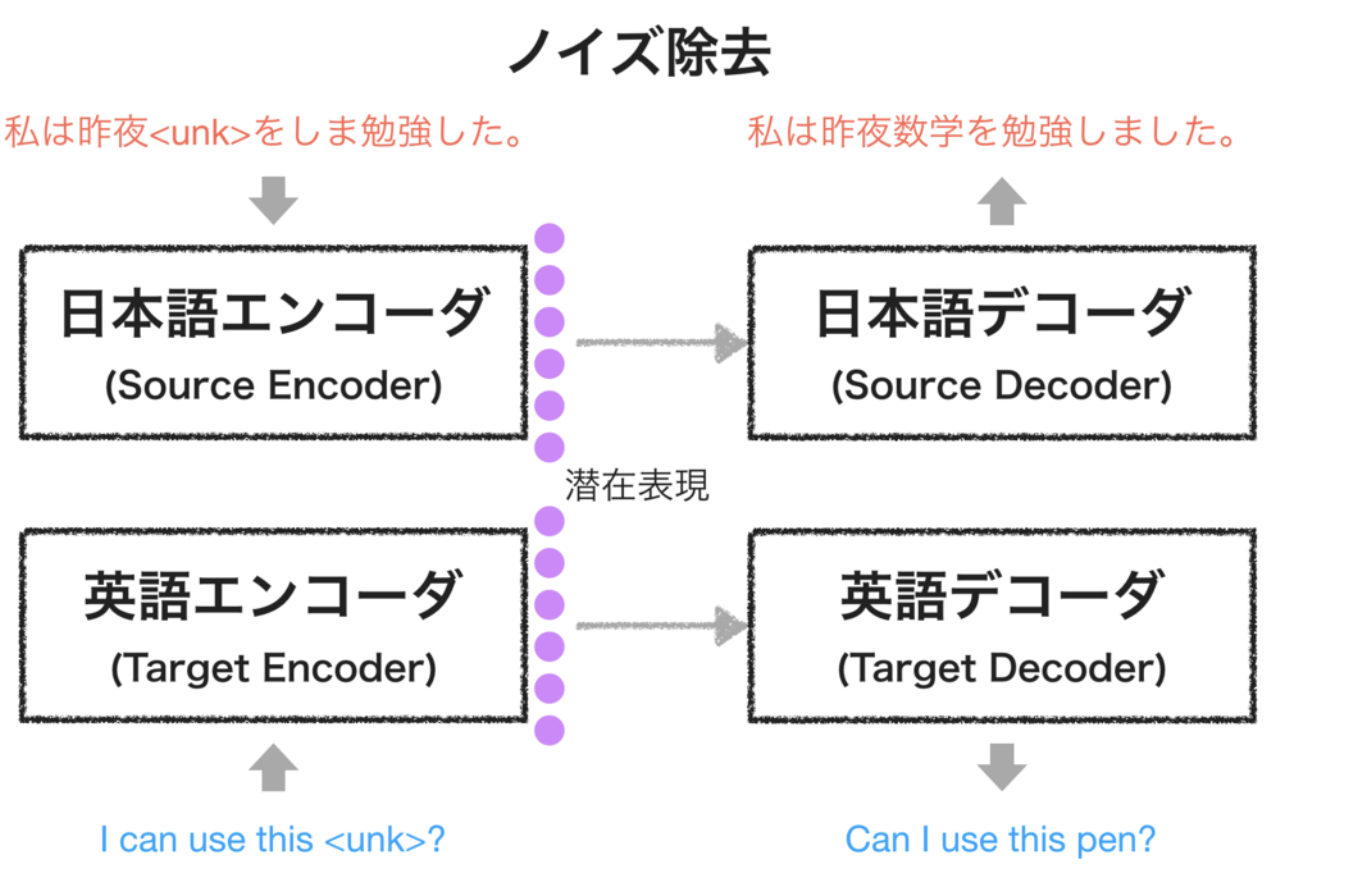 ノイズ除去
私は昨夜<unk>をしま勉強した。
私は昨夜数学を勉強しました。
日本語エンコーダ
(Source Encoder)
日本語デコーダ
(Source Decoder)
潜在表現
英語エンコーダ
(Target Encoder)
英語デコーダ
(Target Decoder)
I can use this <unk>?
Can I use this pen?